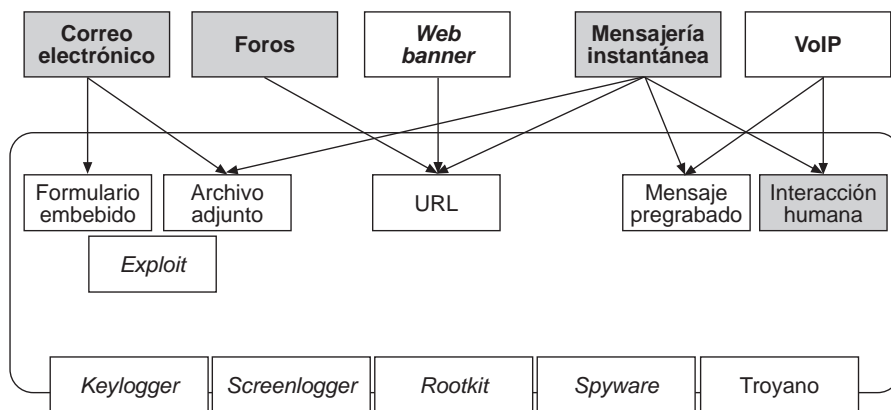 Correo
electrónico
Foros
Web
banner
Mensajería
instantánea
VoIP
Formulario
embebido
Archivo
adjunto
URL
Mensaje
pregrabado
Interacción
humana
Exploit
Keylogger
Screenlogger
Rootkit
Spyware
Troyano